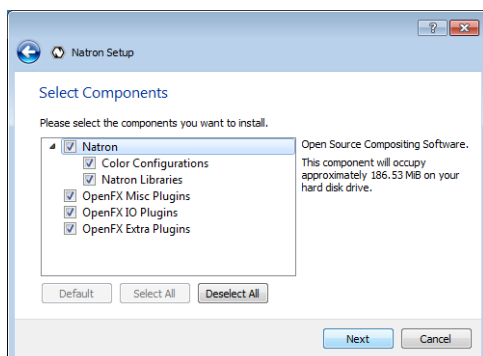 ?
Natron Setup
Select Components
Please select the components you want to install.
Natron
Color Configurations
Natron Libraries
OpenFX Misc Plugins
OpenFX IO Plugins
OpenFX Extra Plugins
Open Source Compositing Software.
This component will occupy
approximately 186.53 MiB on your
hard disk drive.
Default
Select All
Deselect All
Next
Cancel